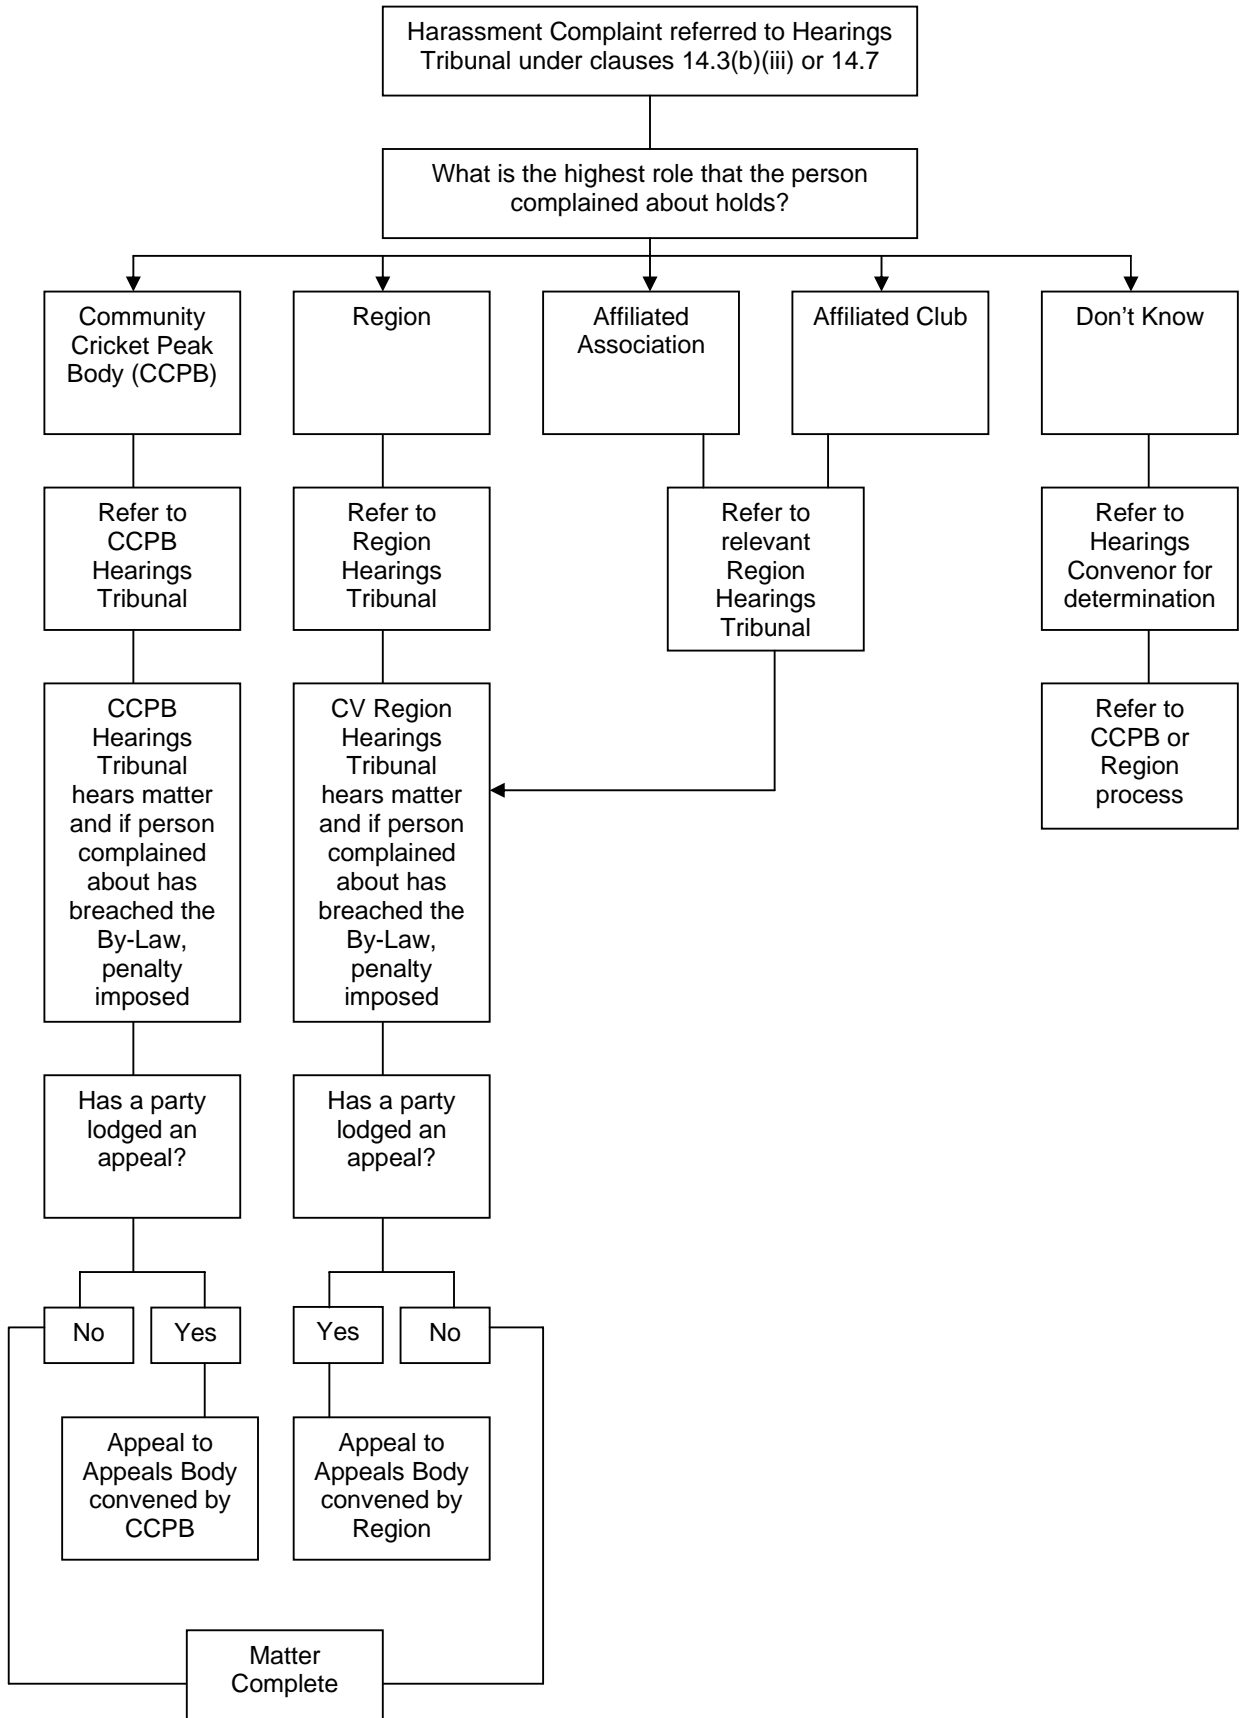 Harassment Complaint referred to Hearings
Tribunal under clauses 14.3(b)(iii) or 14.7
What is the highest role that the person
complained about holds?
Community
Cricket Peak
Body (CCPB)
Region
Affiliated
Association
Affiliated Club
Don't Know
Refer to
CCPB
Hearings
Tribunal
Refer to
Region
Hearings
Tribunal
Refer to
relevant
Region
Hearings
Tribunal
Refer to
Hearings
Convenor for
determination
CCPB
Hearings
Tribunal
hears matter
and if person
complained
about has
breached the
By-Law,
penalty
imposed
CV Region
Hearings
Tribunal
hears matter
and if person
complained
about has
breached the
By-Law,
penalty
imposed
Refer to
CCPB or
Region
process
Has a party
lodged an
appeal?
Has a party
lodged an
appeal?
No
Yes
Yes
No
Appeal to
Appeals Body
convened by
CCPB
Appeal to
Appeals Body
convened by
Region
Matter
Complete